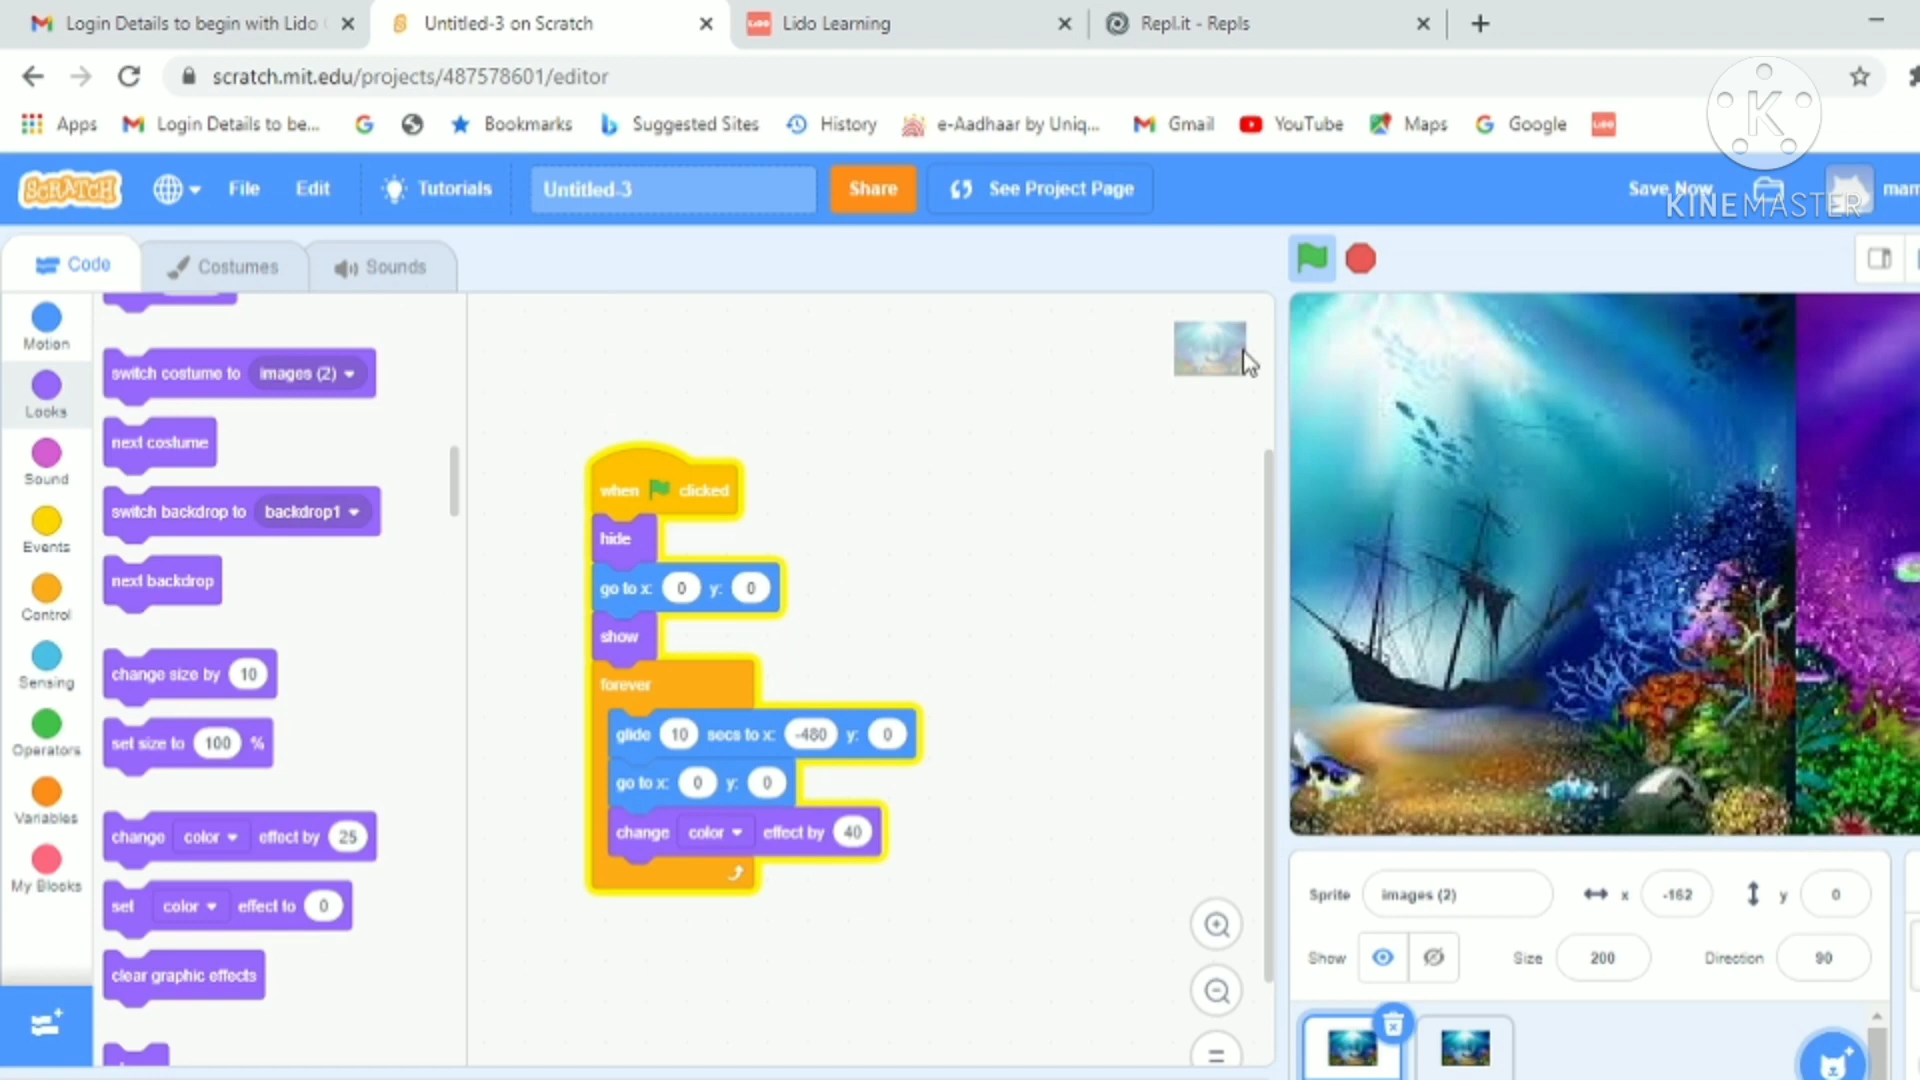 Login Details to begin with Lido
Untitled-3 on Scratch
Lido Learning
Repl.it - Repls
scratch.mit.edu/projects/487578601/editor
Apps
Login Details to be...
Bookmarks
Suggested Sites
History
e-Aadhaar by Uniq...
Gmail
YouTube
Maps
Google
K
SCRATCH
File
Edit
Tutorials
Untitled-3
Share
See Project Page
Save Now
KINEMASTER
Code
Costumes
Sounds
Motion
Looks
Sound
Events
Control
Sensing
Operators
Variables
My Blocks
switch costume to images (2)
next costume
switch backdrop to backdrop1
next backdrop
change size by 10
set size to 100 %
change color effect by 25
set color effect to 0
clear graphic effects
when clicked
hide
go to x: 0 y: 0
show
forever
glide 10 secs to x: -480 y: 0
go to x: 0 y: 0
change color effect by 40
Sprite images (2) x -162 y 0
Show Size 200 Direction 90